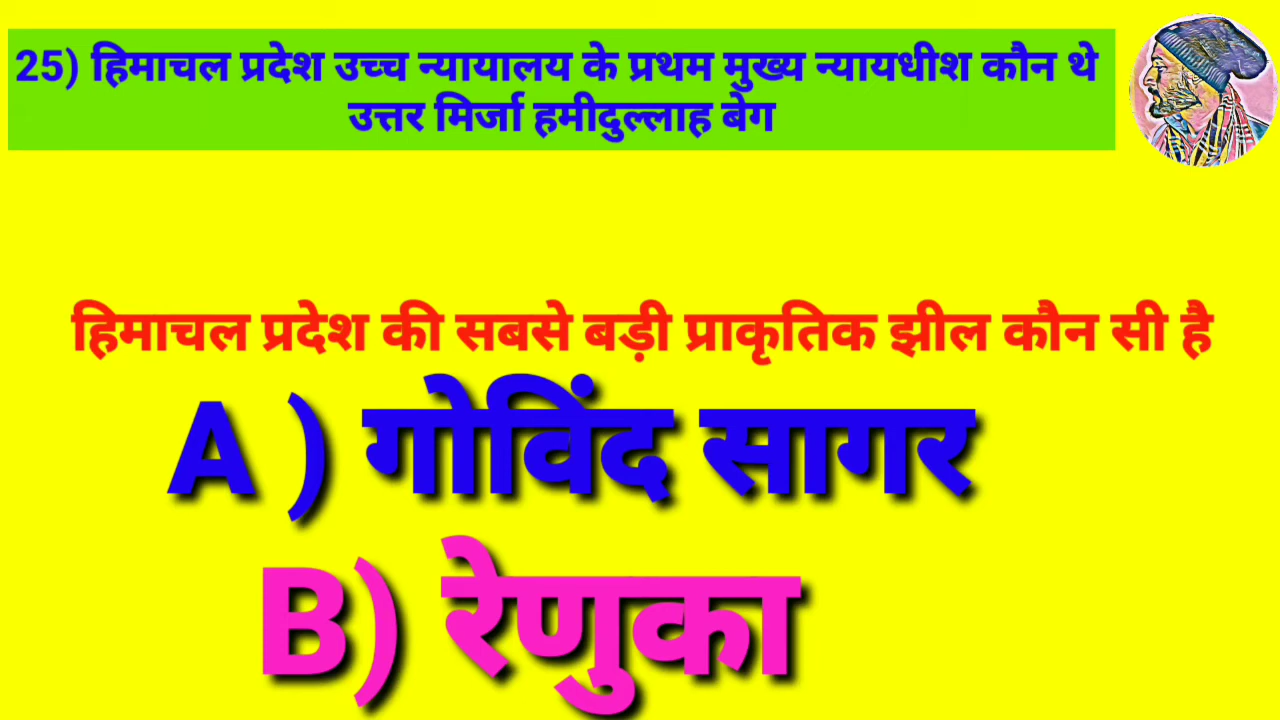 25) हिमाचल प्रदेश उच्च न्यायालय के प्रथम मुख्य न्यायधीश कौन थे
उत्तर मिर्जा हमीदुल्लाह बेग
हिमाचल प्रदेश की सबसे बड़ी प्राकृतिक झील कौन सी है
A ) गोविंद सागर
B) रेणुका